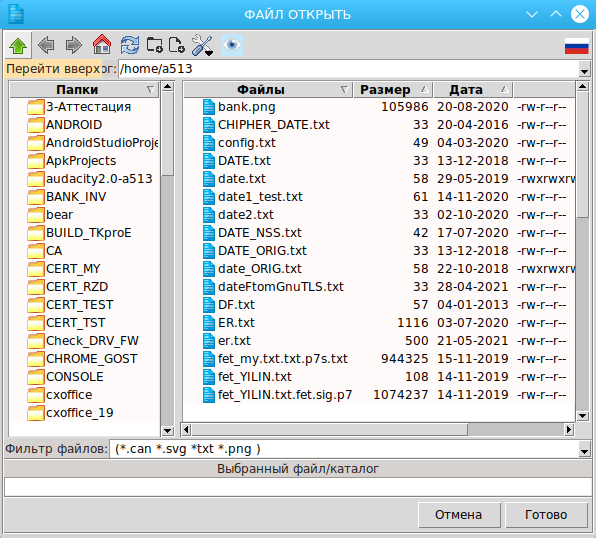 ФАЙЛ ОТКРЫТЬ
Перейти вверх ог: /home/a513
Папки
3-Аттестация
ANDROID
AndroidStudioProje
ApkProjects
audacity2.0-a513
BANK_INV
bear
BUILD_TKproE
CA
CERT_MY
CERT_RZD
CERT_TEST
CERT_TST
Check_DRV_FW
CHROME_GOST
CONSOLE
cxoffice
cxoffice_19
Файлы Размер Дата
bank.png 105986 20-08-2020 -rw-r--r--
CHIPHER_DATE.txt 33 20-04-2016 -rw-r--r--
config.txt 49 04-03-2020 -rw-r--r--
DATE.txt 33 13-12-2018 -rw-r--r--
date.txt 58 29-05-2019 -rwxrwxrw
date1_test.txt 61 14-11-2020 -rw-r--r--
date2.txt 33 02-10-2020 -rw-r--r--
DATE_NSS.txt 42 17-07-2020 -rw-r--r--
DATE_ORIG.txt 33 13-12-2018 -rw-r--r--
date_ORIG.txt 58 22-10-2018 -rwxrwxrw
dateFtomGnuTLS.txt 33 28-04-2021 -rw-r--r--
DF.txt 57 04-01-2013 -rw-r--r--
ER.txt 1116 03-07-2020 -rw-r--r--
er.txt 500 21-05-2021 -rw-r--r--
fet_my.txt.txt.p7s.txt 944325 15-11-2019 -rw-r--r--
fet_YILIN.txt 108 14-11-2019 -rw-r--r--
fet_YILIN.txt.fet.sig.p7 1074237 14-11-2019 -rw-r--r--
Фильтр файлов: (*.can *.svg *txt *.png )
Выбранный файл/каталог
Отмена Готово